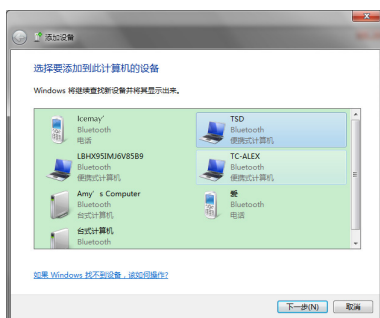 添加设备
选择要添加到此计算机的设备
Windows 将继续查找新设备并将其显示出来。
Icemay'
Bluetooth
电话
TSD
Bluetooth
便携式计算机
LBHX95IMJ6V85B9
Bluetooth
便携式计算机
TC-ALEX
Bluetooth
便携式计算机
Amy' s Computer
Bluetooth
台式计算机
爱
Bluetooth
电话
台式计算机
Bluetooth
如果 Windows 找不到设备，该如何操作?
下一步(N)
取消